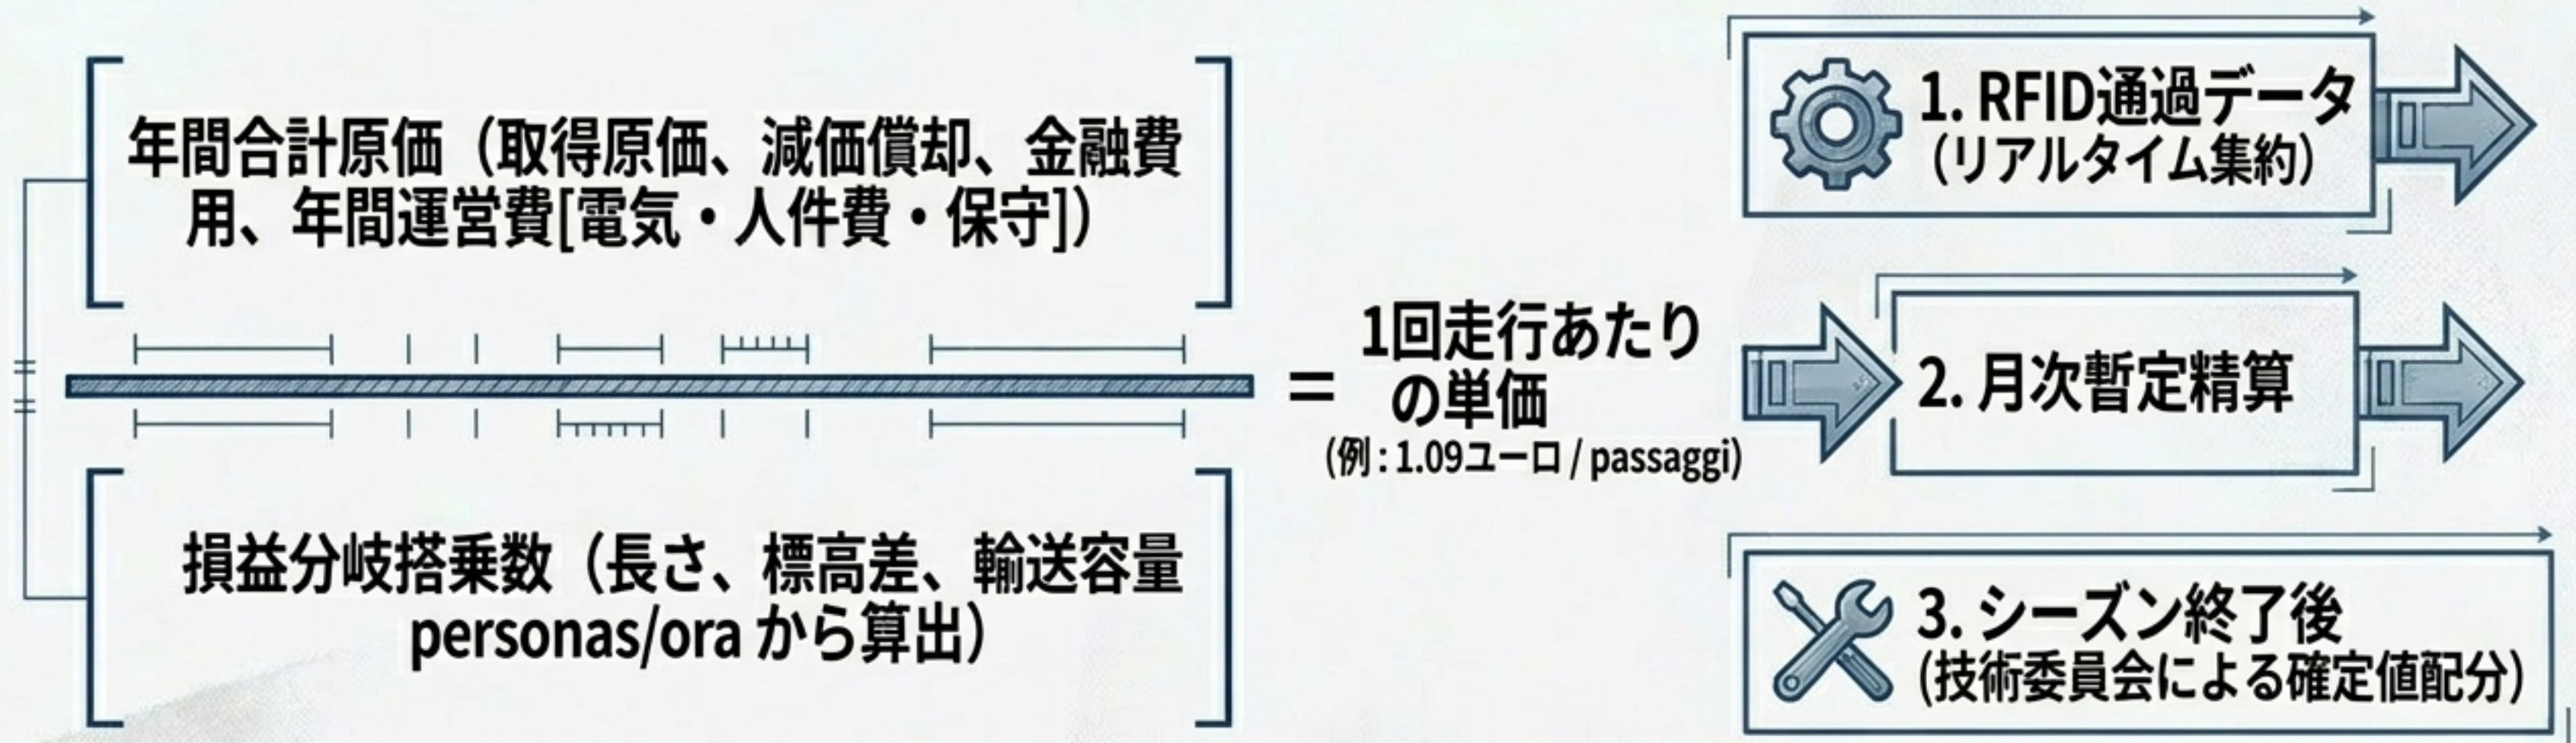 年間合計原価（取得原価、減価償却、金融費
用、年間運営費[電気・人件費・保守]）
損益分岐搭乗数（長さ、標高差、輸送容量
personas/ora から算出）
=
1回走行あたり
の単価
(例 : 1.09ユーロ / passaggi)
1. RFID通過データ
（リアルタイム集約）
2. 月次暫定精算
3. シーズン終了後
(技術委員会による確定値配分)